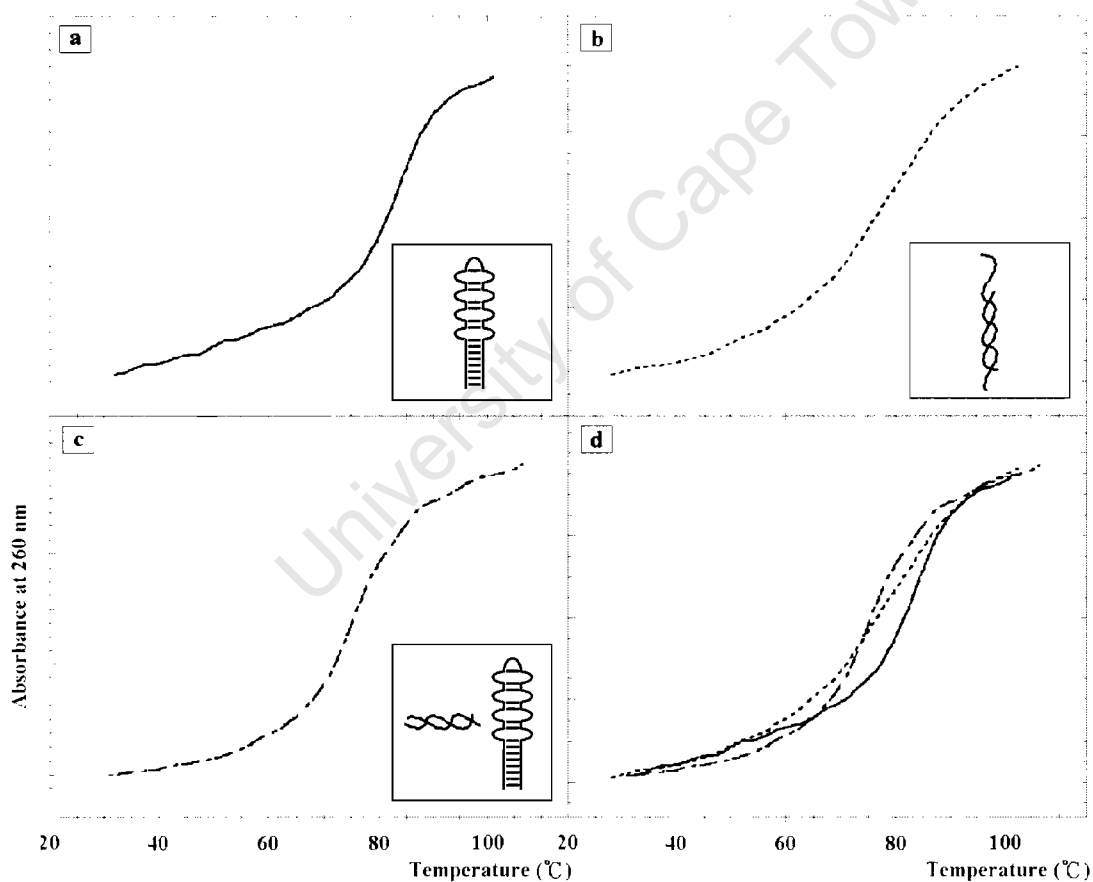 a
b
c
d
University of Cape Tow
Absorbance at 260 nm
20 40 60 80 100 20 40 60 80 100
Temperature (℃) Temperature (℃)